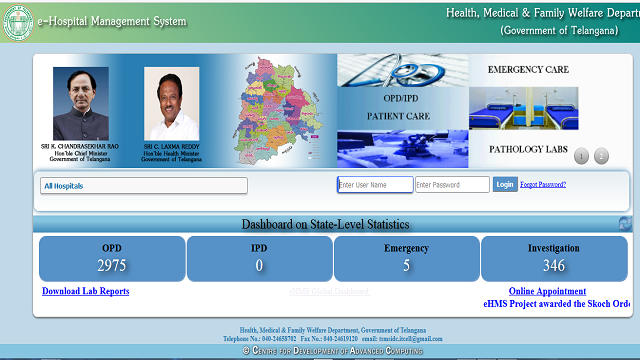 e-Hospital Management System
Health, Medical & Family Welfare Depart
(Government of Telangana)
SRI K. CHANDRASEKHAR RAO
Hon'ble Chief Minister
Government of Telangana
SRI C. LAXMA REDDY
Hon'ble Health Minister
Government of Telangana
OPD/IPD
PATIENT CARE
EMERGENCY CARE
PATHOLOGY LABS
1 2
All Hospitals
Enter User Name
Enter Password
Login
Forgot Password?
Dashboard on State-Level Statistics
OPD
2975
IPD
0
Emergency
5
Investigation
346
Download Lab Reports
eHMS Global Dashboard
Online Appointment
eHMS Project awarded the Skoch Orde
Health, Medical & Family Welfare Department, Government of Telangana
Telephone No.: 040-24658702 Fax No.: 040-24619120 email: tsmsidc.itcell@gmail.com
© CENTRE FOR DEVELOPMENT OF ADVANCED COMPUTING